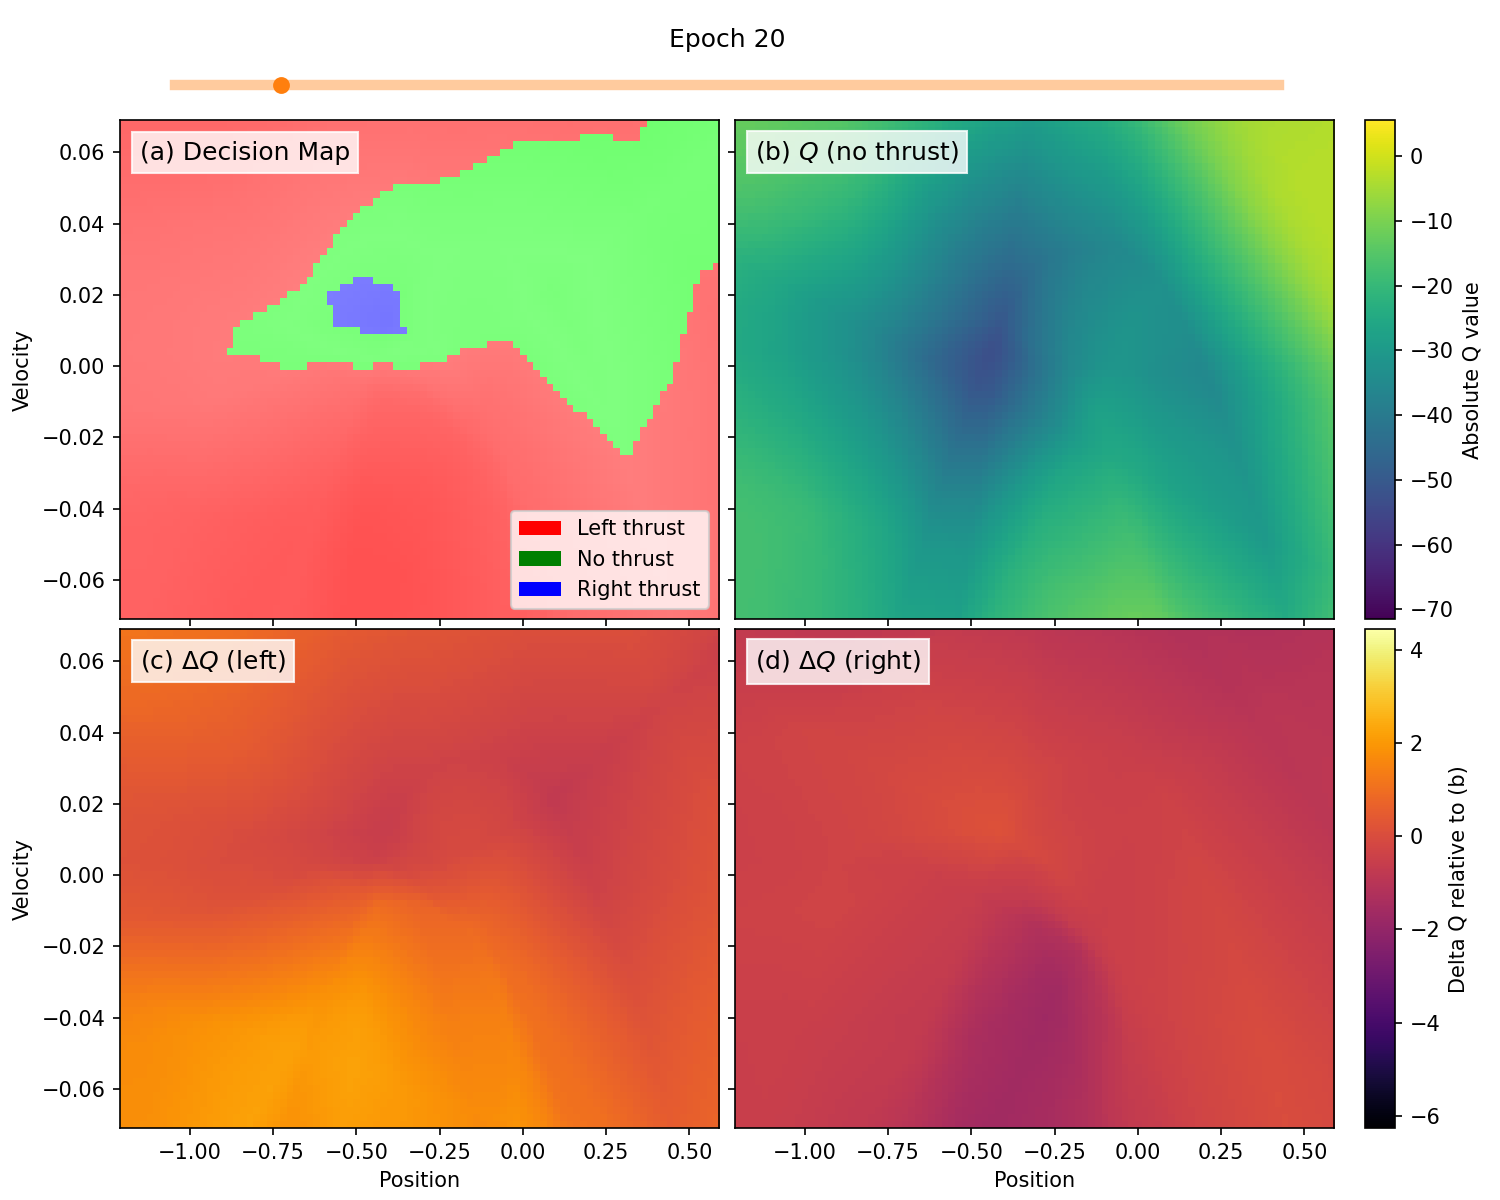 Epoch 20
(a) Decision Map
(b) Q (no thrust)
0.06
0.04
0.02
0.00
−0.02
−0.04
−0.06
Velocity
Left thrust
No thrust
Right thrust
0
−10
−20
−30
−40
−50
−60
−70
Absolute Q value
(c) ΔQ (left)
(d) ΔQ (right)
0.06
0.04
0.02
0.00
−0.02
−0.04
−0.06
Velocity
4
2
0
−2
−4
−6
Delta Q relative to (b)
−1.00 −0.75 −0.50 −0.25 0.00 0.25 0.50
Position
−1.00 −0.75 −0.50 −0.25 0.00 0.25 0.50
Position